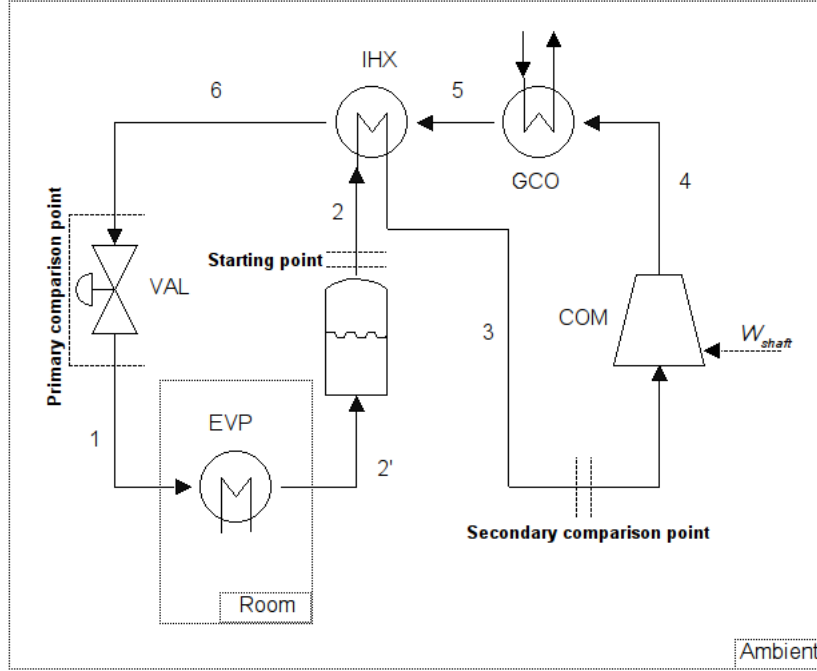 IHX
6
5
GCO
4
2
Starting point
Primary comparison point
VAL
COM
W shaft
3
EVP
1
2'
Secondary comparison point
Room
Ambient